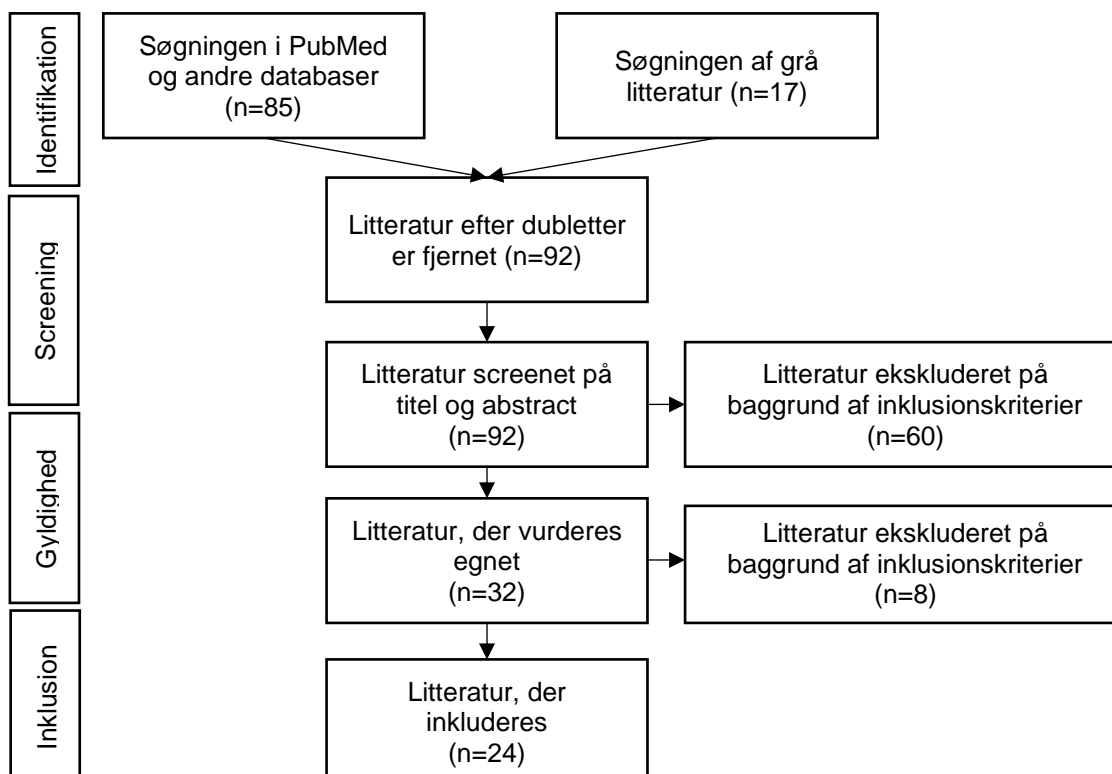 Identifikation
Søgningen i PubMed
og andre databaser
(n=85)
Søgningen af grå
litteratur (n=17)
Screening
Litteratur efter dubletter
er fjernet (n=92)
Litteratur screenet på
titel og abstract
(n=92)
Litteratur ekskluderet på
baggrund af inklusionskriterier
(n=60)
Gyldighed
Litteratur, der vurderes
egnet
(n=32)
Litteratur ekskluderet på
baggrund af inklusionskriterier
(n=8)
Inklusion
Litteratur, der
inkluderes
(n=24)